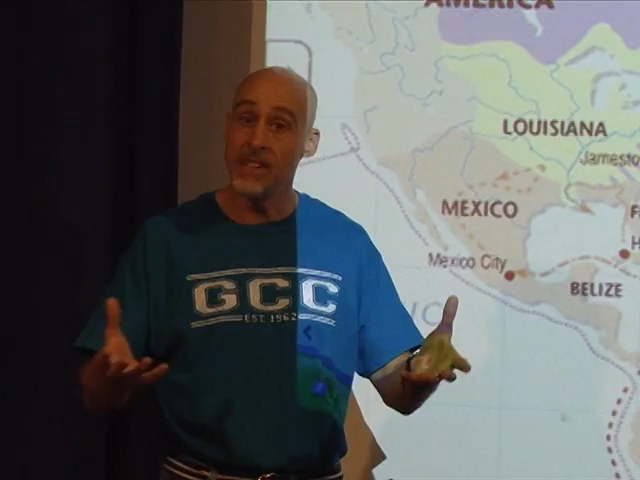 AMERICA
LOUISIANA
Jamesto
MEXICO
Mexico City
BELIZE
GCC
EST. 1962